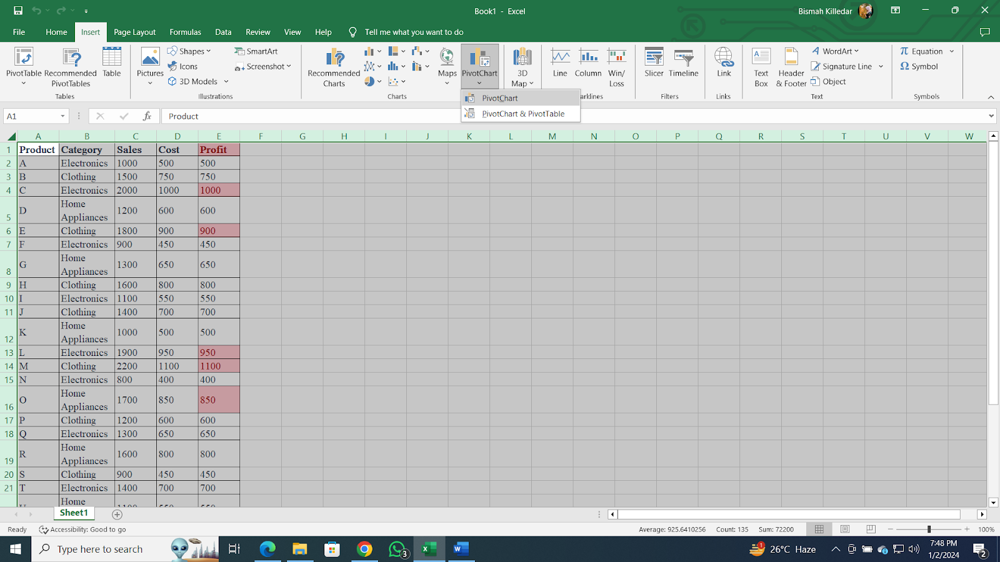 Book1 - Excel
Bismah Killedar
File Home Insert Page Layout Formulas Data Review View Help Tell me what you want to do
PivotTable
Recommended PivotTables
Table
Tables
Pictures
Shapes
Icons
3D Models
SmartArt
Screenshot
Illustrations
Recommended Charts
Maps
PivotChart
Charts
3D Map
Line
Column
Win/ Loss
arklines
Slicer
Timeline
Filters
Link
Links
Text Box
Header & Footer
WordArt
Signature Line
Object
Text
Equation
Symbol
Symbols
PivotChart
PivotChart & PivotTable
A1
fx
Product
A B C D E F G H I J K L M N O P Q R S T U V W
1 Product Category Sales Cost Profit
2 A Electronics 1000 500 500
3 B Clothing 1500 750 750
4 C Electronics 2000 1000 1000
5 D Home Appliances 1200 600 600
6 E Clothing 1800 900 900
7 F Electronics 900 450 450
8 G Home Appliances 1300 650 650
9 H Clothing 1600 800 800
10 I Electronics 1100 550 550
11 J Clothing 1400 700 700
12 K Home Appliances 1000 500 500
13 L Electronics 1900 950 950
14 M Clothing 2200 1100 1100
15 N Electronics 800 400 400
16 O Home Appliances 1700 850 850
17 P Clothing 1200 600 600
18 Q Electronics 1300 650 650
19 R Home Appliances 1600 800 800
20 S Clothing 900 450 450
21 T Electronics 1400 700 700
Home
Sheet1
Ready Accessibility: Good to go
Average: 925.6410256 Count: 135 Sum: 72200
100%
Type here to search
3
1
26°C Haze
7:48 PM
1/2/2024
2